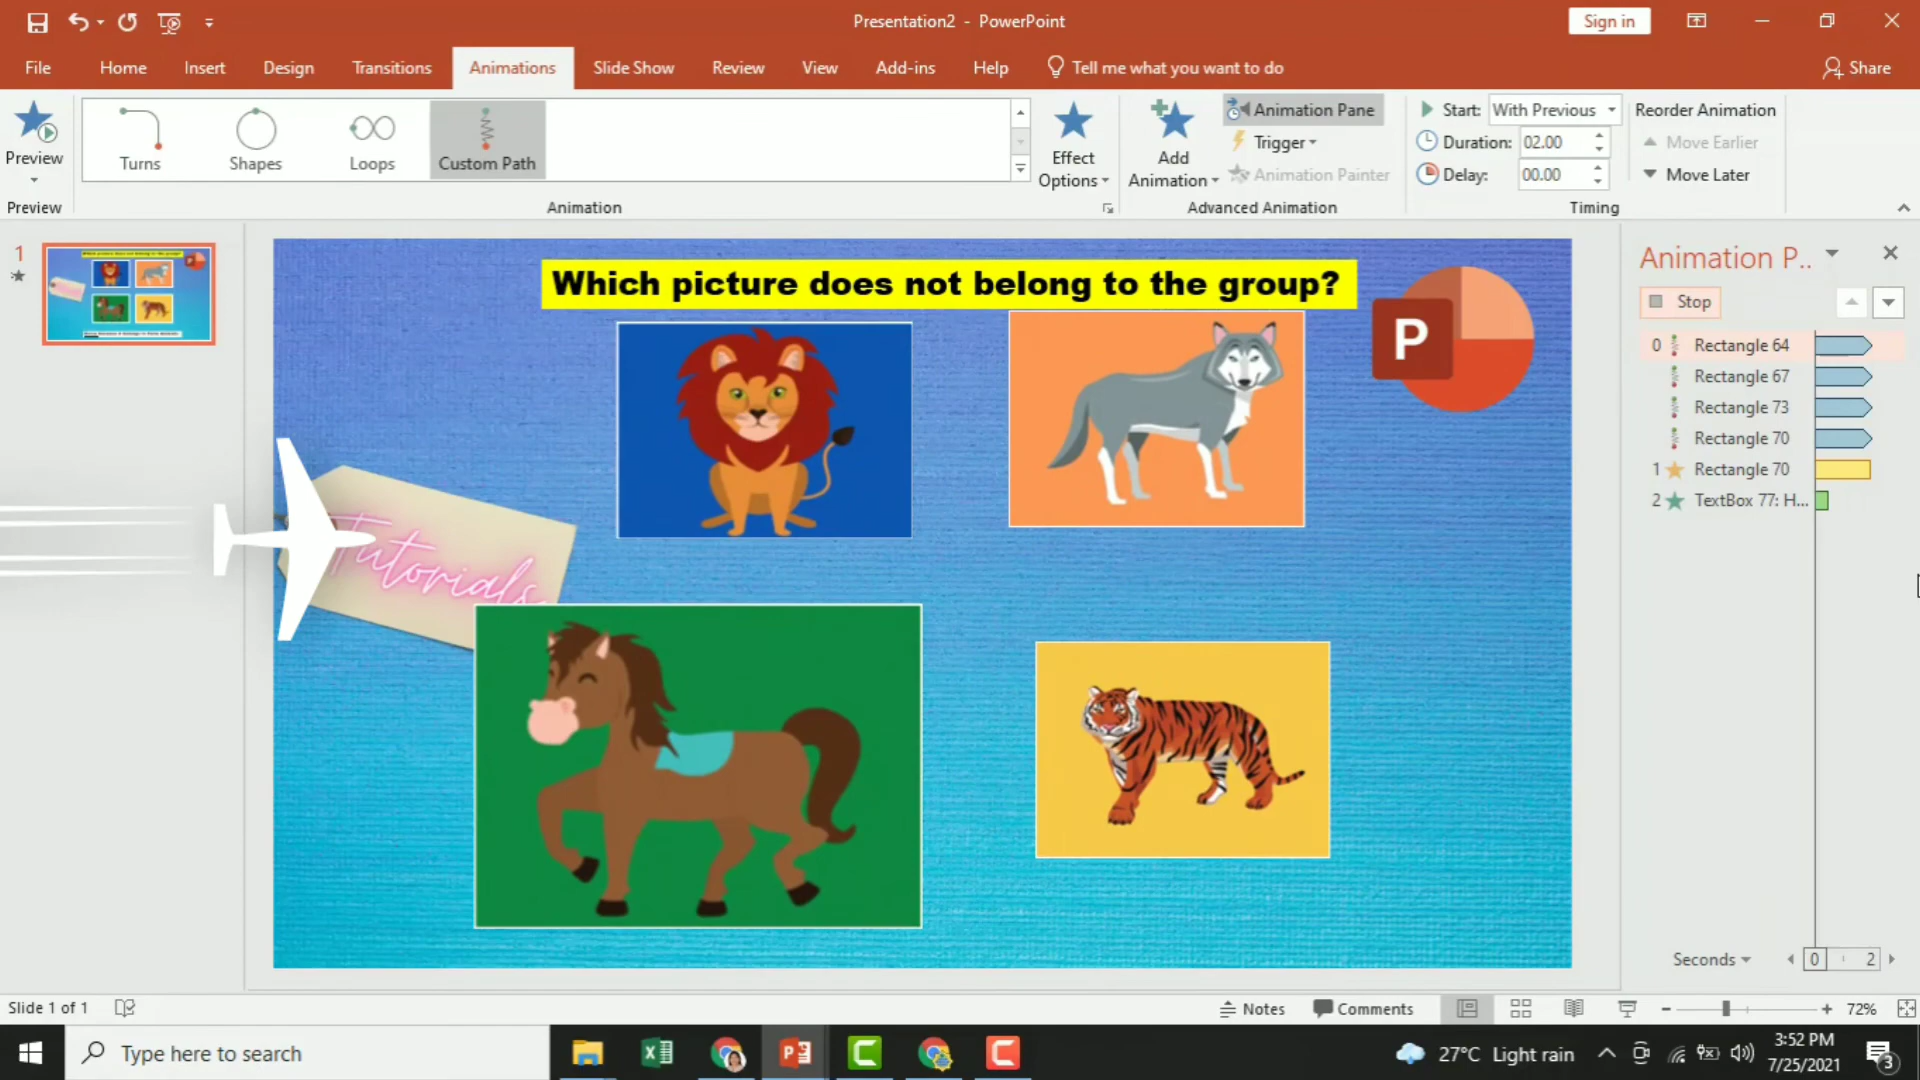 Presentation2 - PowerPoint
Sign in
File
Home
Insert
Design
Transitions
Animations
Slide Show
Review
View
Add-ins
Help
Tell me what you want to do
Share
Preview
Preview
Turns
Shapes
Loops
Custom Path
Animation
Effect
Options
Add
Animation
Animation Pane
Trigger
Animation Painter
Advanced Animation
Start: With Previous
Duration: 02.00
Delay: 00.00
Timing
Reorder Animation
Move Earlier
Move Later
1
Which picture does not belong to the group?
P
Tutorials
Animation P..
Stop
0 Rectangle 64
Rectangle 67
Rectangle 73
Rectangle 70
1 Rectangle 70
2 TextBox 77: H...
Seconds
0 2
Slide 1 of 1
Notes
Comments
72%
Type here to search
27°C Light rain
3:52 PM
7/25/2021
3